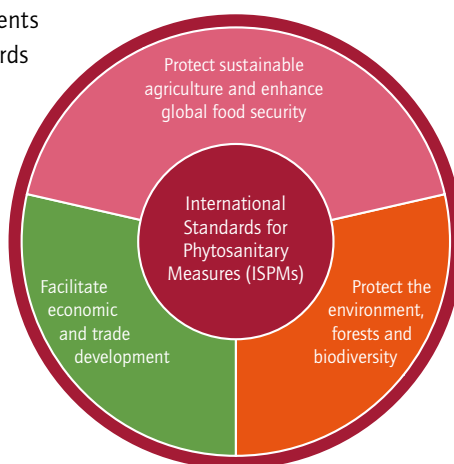 Protect sustainable
agriculture and enhance
global food security
International
Standards for
Phytosanitary
Measures (ISPMs)
Facilitate
economic
and trade
development
Protect the
environment,
forests and
biodiversity